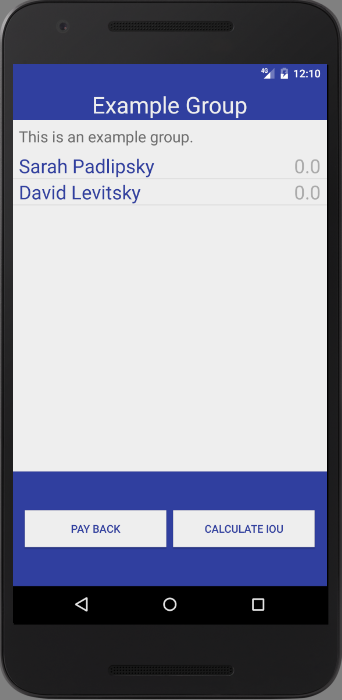 4G 12:10
Example Group
This is an example group.
Sarah Padlipsky 0.0
David Levitsky 0.0
PAY BACK CALCULATE IOU